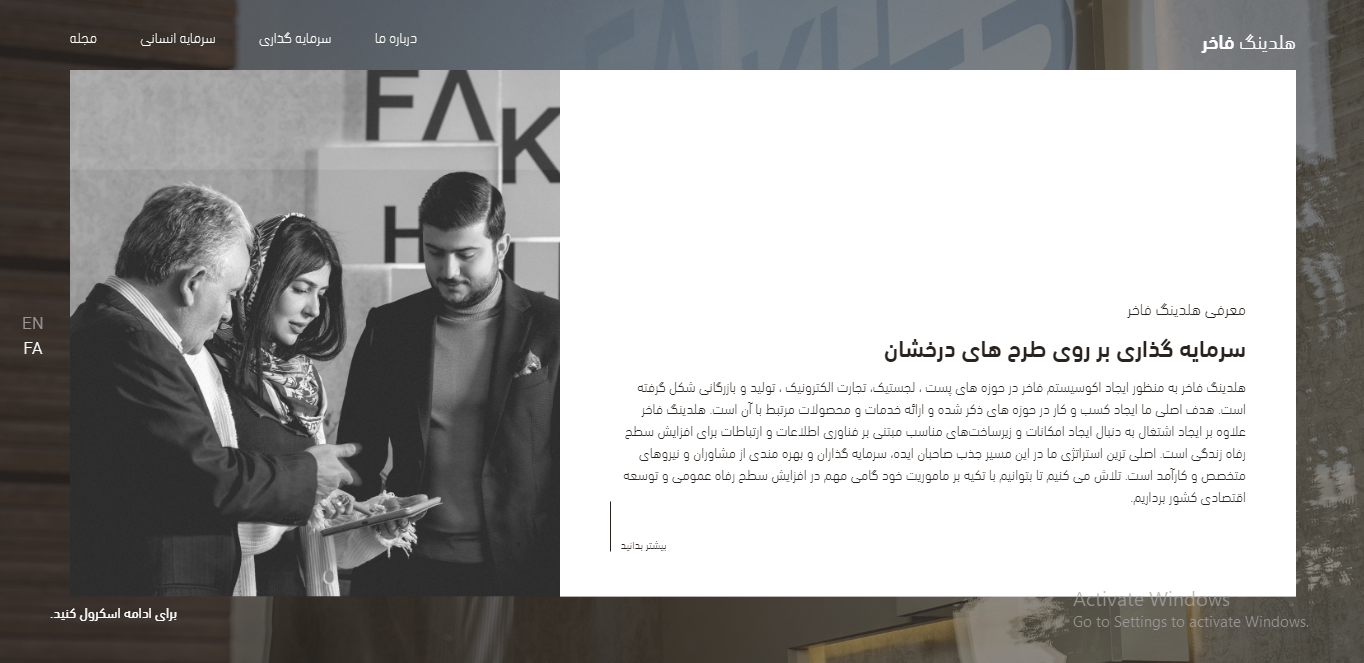 هلدینگ فاخر
درباره ما
سرمایه گذاری
سرمایه انسانی
مجله
FAK
H
EN
FA
معرفی هلدینگ فاخر
سرمایه گذاری بر روی طرح های درخشان
هلدینگ فاخر به منظور ایجاد اکوسیستم فاخر در حوزه های پست ، لجستیک، تجارت الکترونیک ، تولید و بازرگانی شکل گرفته
است. هدف اصلی ما ایجاد کسب و کار در حوزه های ذکر شده و ارائه خدمات و محصولات مرتبط با آن است. هلدینگ فاخر
علاوه بر ایجاد اشتغال به دنبال ایجاد امکانات و زیرساخت‌های مناسب مبتنی بر فناوری اطلاعات و ارتباطات برای افزایش سطح
رفاه زندگی است. اصلی ترین استراتژی ما در این مسیر جذب صاحبان ایده، سرمایه گذاران و بهره مندی از مشاوران و نیروهای
متخصص و کارآمد است. تلاش می کنیم تا بتوانیم با تکیه بر ماموریت خود گامی مهم در افزایش سطح رفاه عمومی و توسعه
اقتصادی کشور برداریم.
بیشتر بدانید
برای ادامه اسکرول کنید.
Activate Windows
Go to Settings to activate Windows.